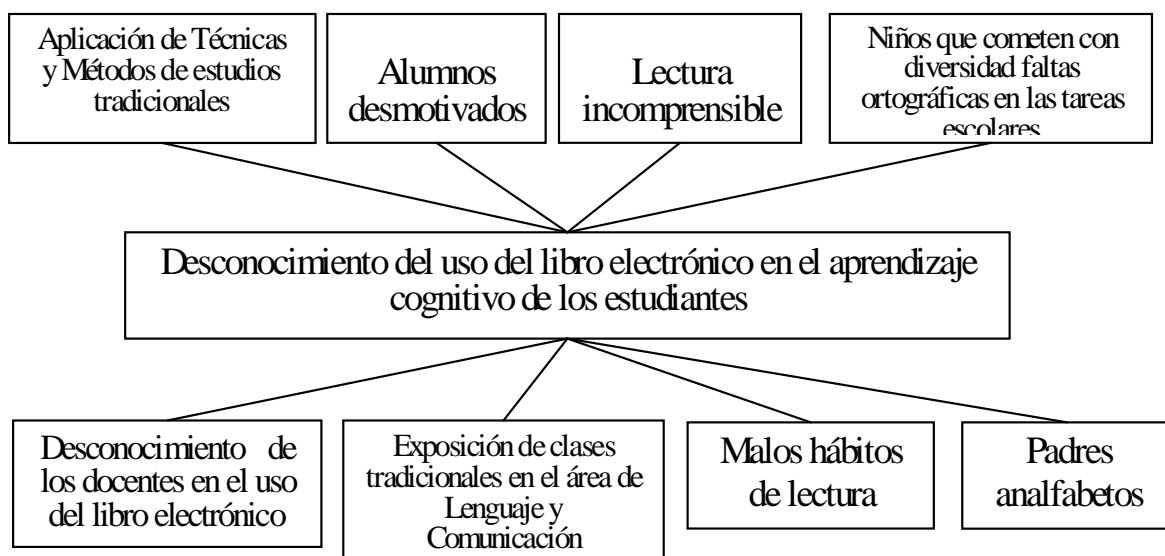 Aplicación de Técnicas
y Métodos de estudios
tradicionales
Alumnos
desmotivados
Lectura
incomprensible
Niños que cometen con
diversidad faltas
ortográficas en las tareas
escolares
Desconocimiento del uso del libro electrónico en el aprendizaje
cognitivo de los estudiantes
Desconocimiento de
los docentes en el uso
del libro electrónico
Exposición de clases
tradicionales en el área de
Lenguaje y
Comunicación
Malos hábitos
de lectura
Padres
analfabetos